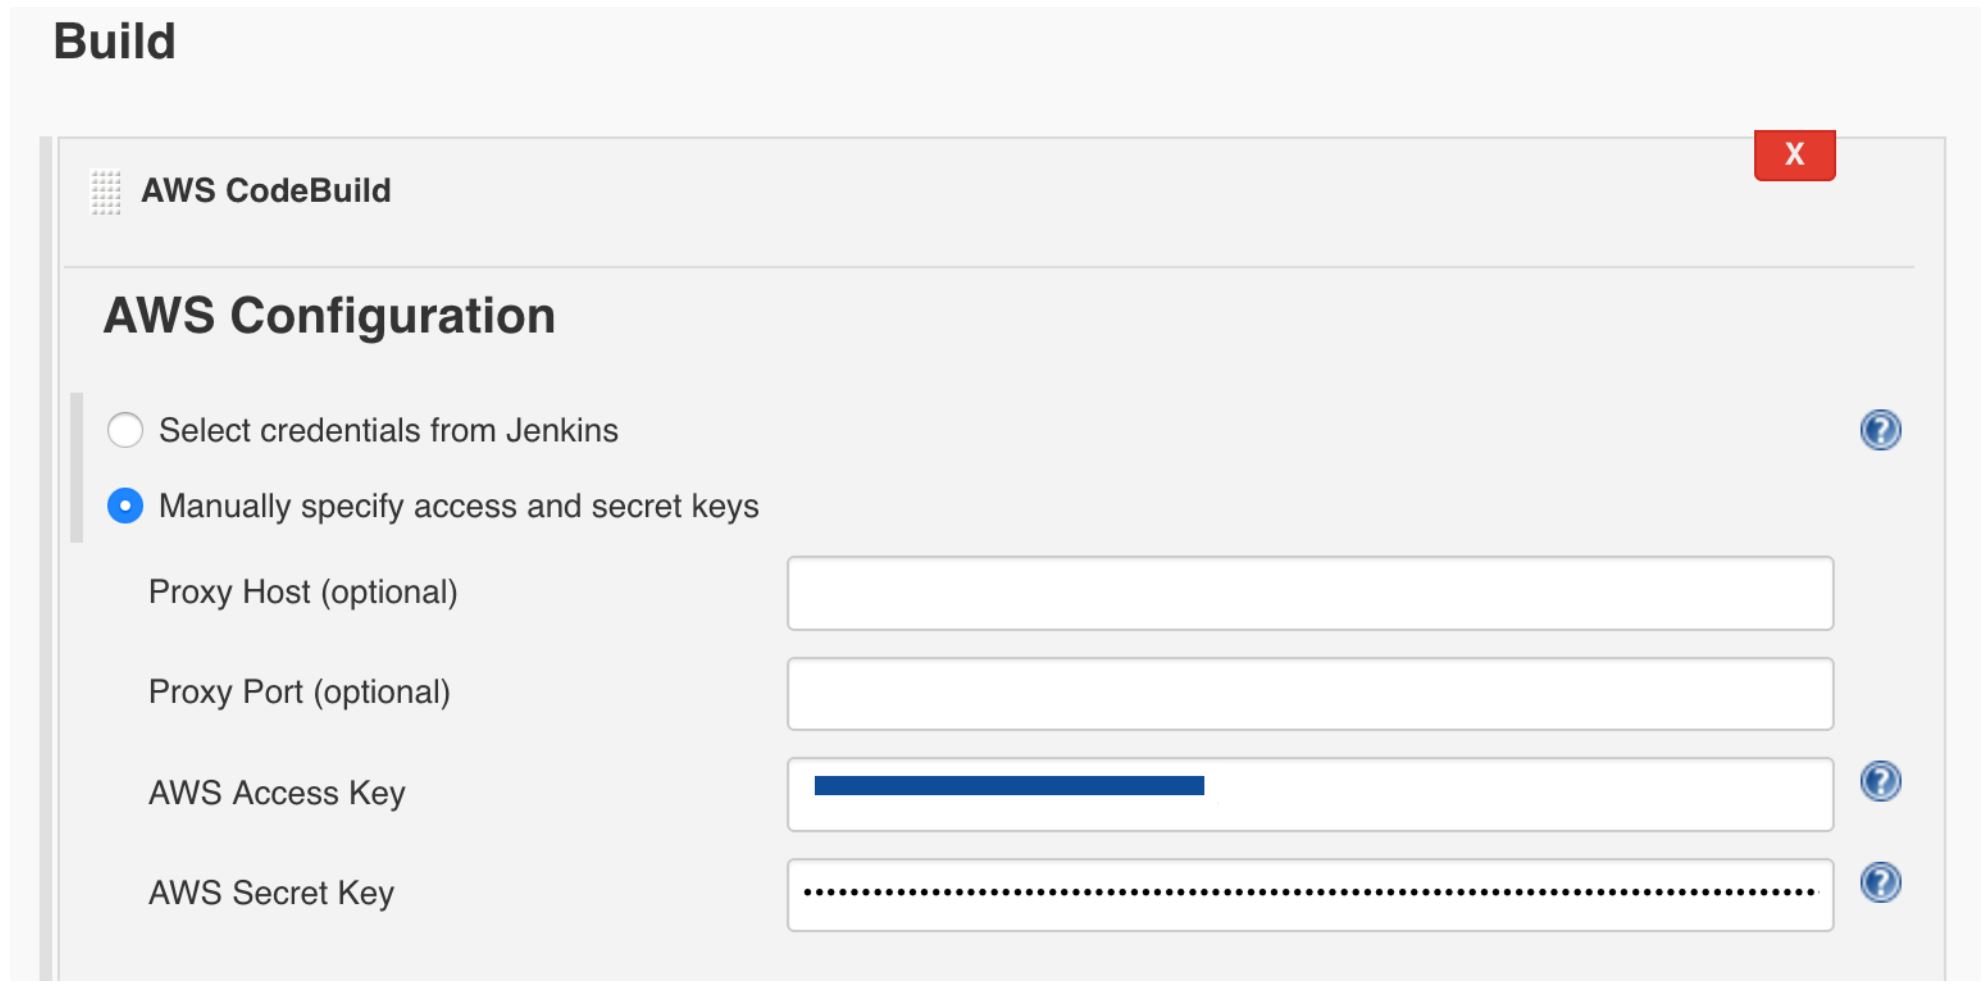 Build
X
AWS CodeBuild
AWS Configuration
Select credentials from Jenkins
?
Manually specify access and secret keys
Proxy Host (optional)
Proxy Port (optional)
AWS Access Key
?
AWS Secret Key
••••••••••••••••••••••••••••••••••••••••••••••••••••••••••••••••••••••••••••••••••••••••
?